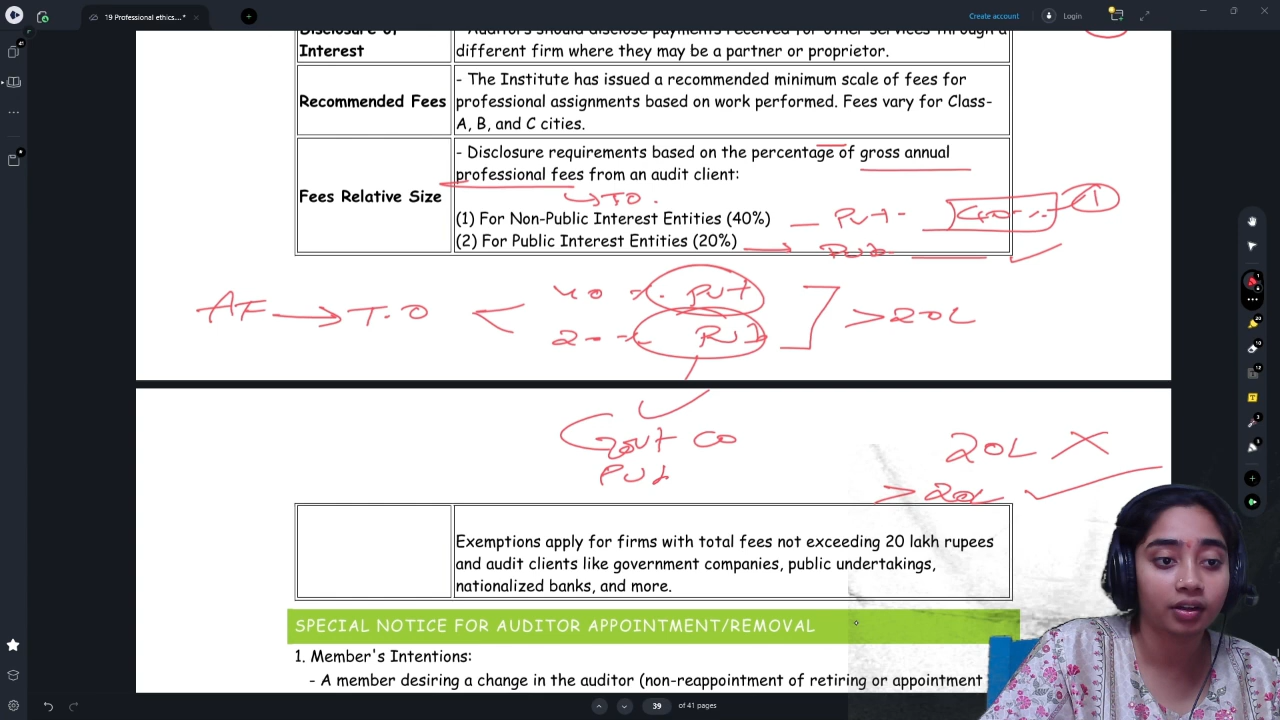 19 Professional ethics....*
Create account
Login
Disclosure of
Interest
- Auditors should disclose payments received for other services through a
different firm where they may be a partner or proprietor.
Recommended Fees
- The Institute has issued a recommended minimum scale of fees for
professional assignments based on work performed. Fees vary for Class-
A, B, and C cities.
Fees Relative Size
- Disclosure requirements based on the percentage of gross annual
professional fees from an audit client:
→TO.
(1) For Non-Public Interest Entities (40%)
(2) For Public Interest Entities (20%)
— Pvt - 40% 1
AF → T.O
40 %. Pvt
20 %
> 20L
Govt Co
Pub
20L X
> 20L ✓
Exemptions apply for firms with total fees not exceeding 20 lakh rupees
and audit clients like government companies, public undertakings,
nationalized banks, and more.
SPECIAL NOTICE FOR AUDITOR APPOINTMENT/REMOVAL
1. Member's Intentions:
- A member desiring a change in the auditor (non-reappointment of retiring or appointment
39 of 41 pages